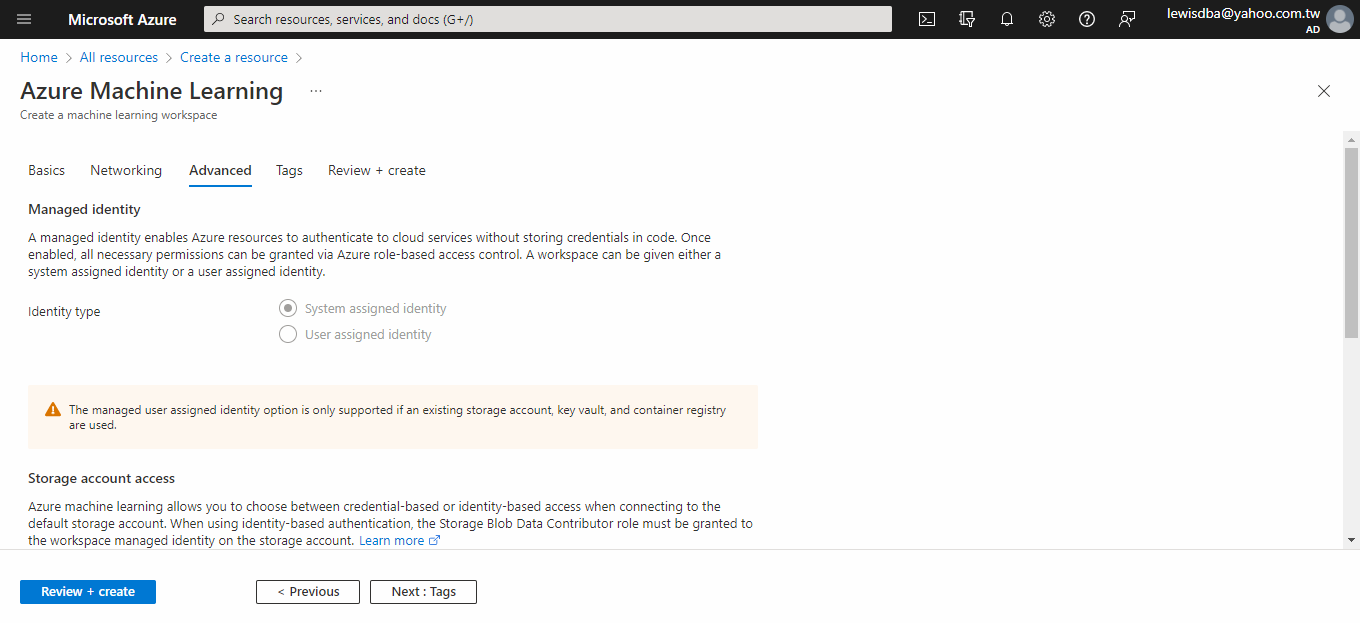 Microsoft Azure
Search resources, services, and docs (G+/)
lewisdba@yahoo.com.tw
AD
Home > All resources > Create a resource >
Azure Machine Learning ...
Create a machine learning workspace
Basics Networking Advanced Tags Review + create
Managed identity
A managed identity enables Azure resources to authenticate to cloud services without storing credentials in code. Once
enabled, all necessary permissions can be granted via Azure role-based access control. A workspace can be given either a
system assigned identity or a user assigned identity.
Identity type
System assigned identity
User assigned identity
The managed user assigned identity option is only supported if an existing storage account, key vault, and container registry
are used.
Storage account access
Azure machine learning allows you to choose between credential-based or identity-based access when connecting to the
default storage account. When using identity-based authentication, the Storage Blob Data Contributor role must be granted to
the workspace managed identity on the storage account. Learn more
Review + create < Previous Next : Tags